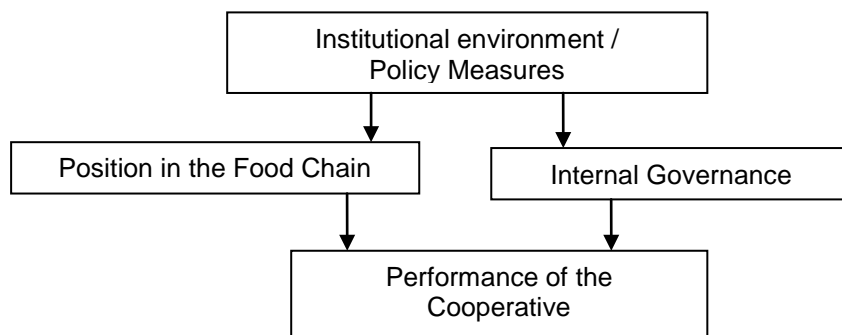 Institutional environment /
Policy Measures
Position in the Food Chain
Internal Governance
Performance of the
Cooperative